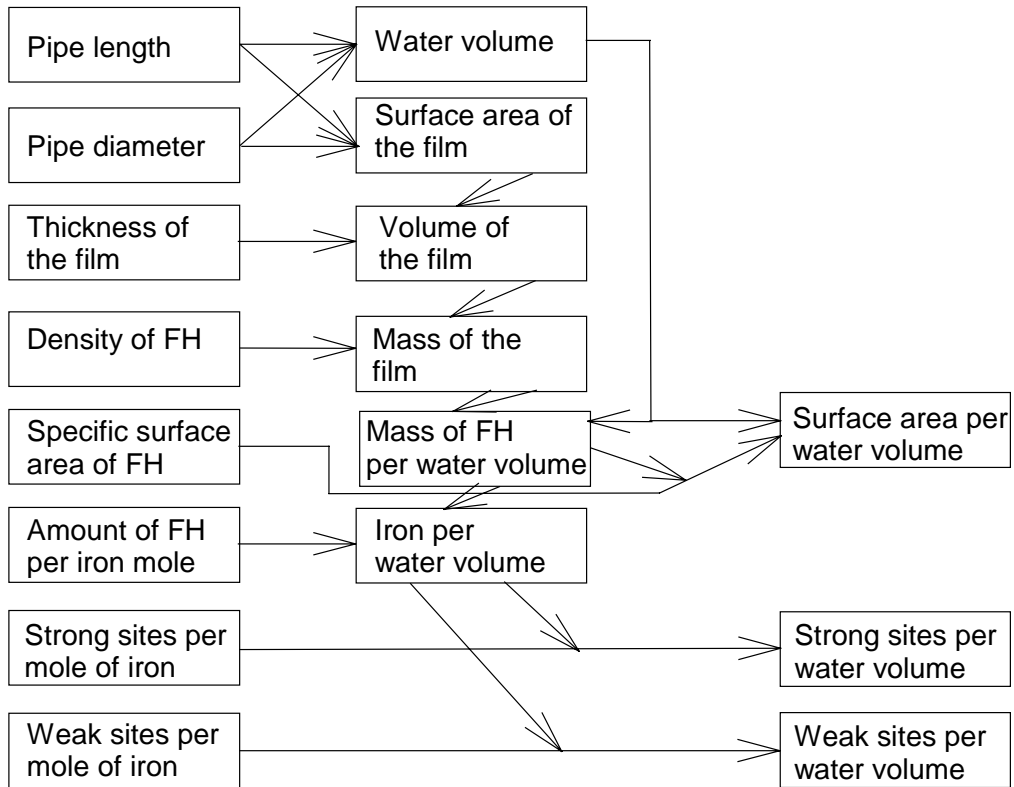 Pipe length
Water volume
Pipe diameter
Surface area of
the film
Thickness of
the film
Volume of
the film
Density of FH
Mass of the
film
Specific surface
area of FH
Mass of FH
per water volume
Surface area per
water volume
Amount of FH
per iron mole
Iron per
water volume
Strong sites per
mole of iron
Strong sites per
water volume
Weak sites per
mole of iron
Weak sites per
water volume